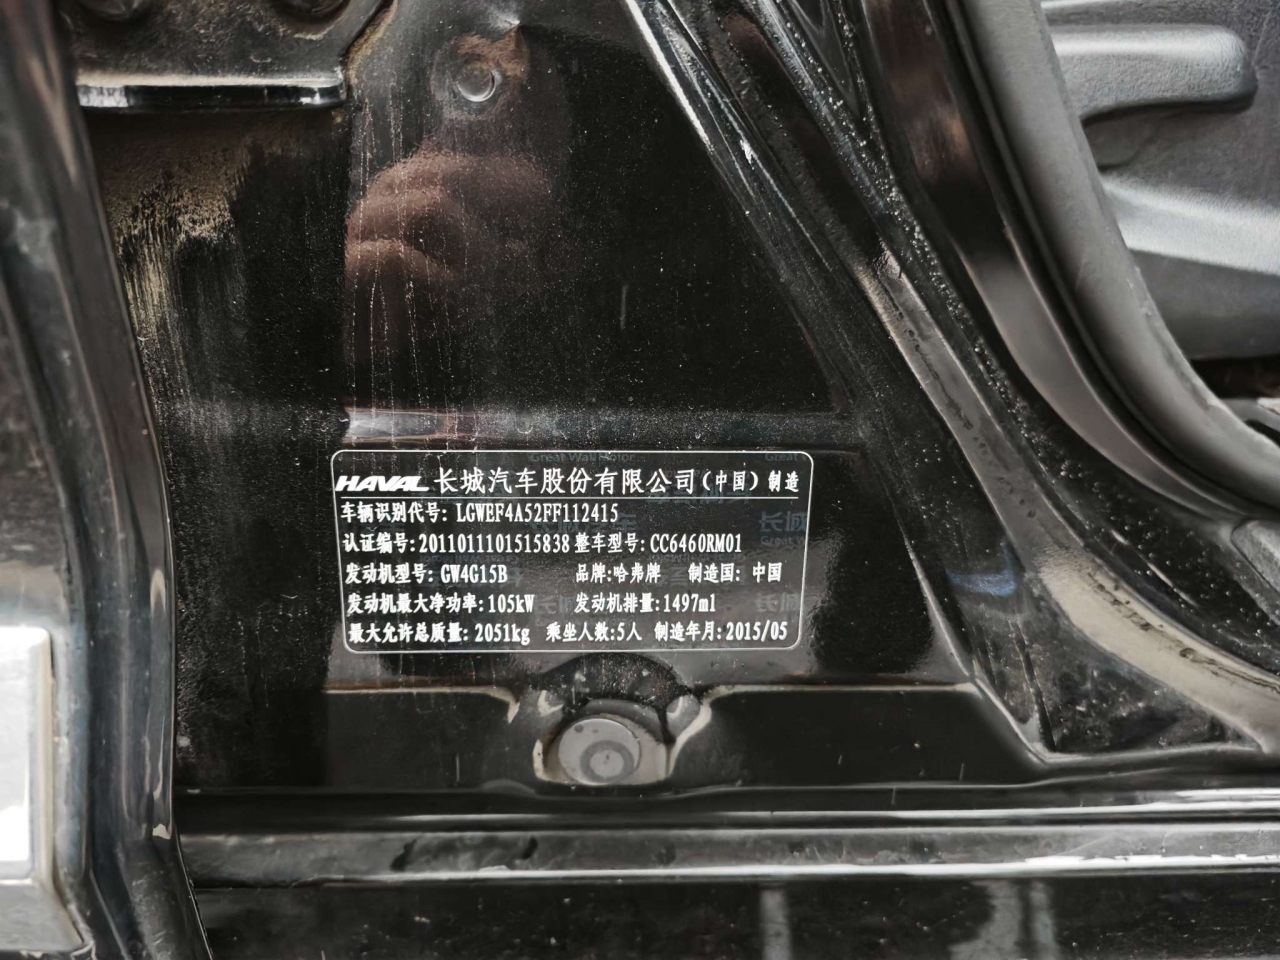 HAVAL 长城汽车股份有限公司（中国）制造
车辆识别代号: LGWEF4A52FF112415
认证编号:2011011101515838 整车型号: CC6460RM01
发动机型号: GW4G15B 品牌:哈弗牌 制造国: 中国
发动机最大净功率: 105kW 发动机排量:1497ml
最大允许总质量: 2051kg 乘坐人数:5人 制造年月: 2015/05